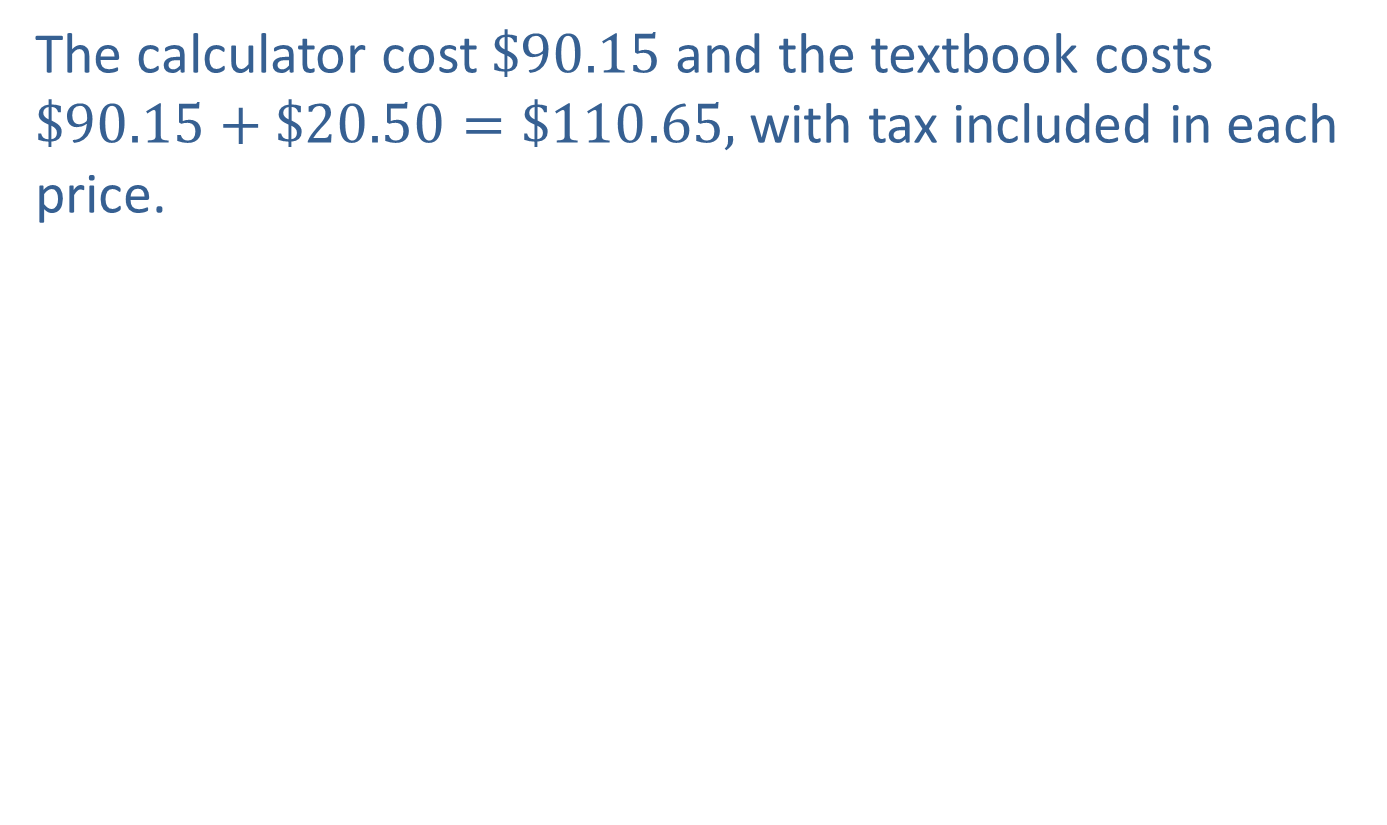 The calculator cost $90.15 and the textbook costs
$90.15 + $20.50 = $110.65, with tax included in each
price.